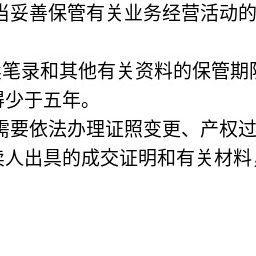 当妥善保管有关业务经营活动的
笔录和其他有关资料的保管期
少于五年。
需要依法办理证照变更、产权过
人出具的成交证明和有关材料，